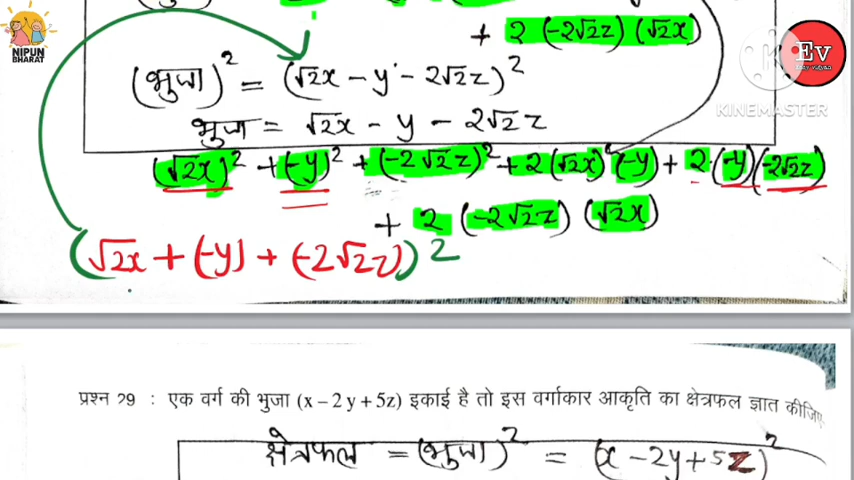 + 2 (-2√2z) (√2x)
(भुजा)² = (√2x - y - 2√2z)²
भुजा = √2x - y - 2√2z
(√2x)² + (-y)² + (-2√2z)² + 2(√2x) (-y) + 2 · (-y) (-2√2z)
+ 2 (-2√2z) (√2x)
(√2x + (-y) + (-2√2z))²
प्रश्न 29 : एक वर्ग की भुजा (x – 2 y + 5z) इकाई है तो इस वर्गाकार आकृति का क्षेत्रफल ज्ञात कीजिए
क्षेत्रफल = (भुजा)² = (x - 2y + 5z)²
NIPUN
BHARAT
KINEMASTER
Ev